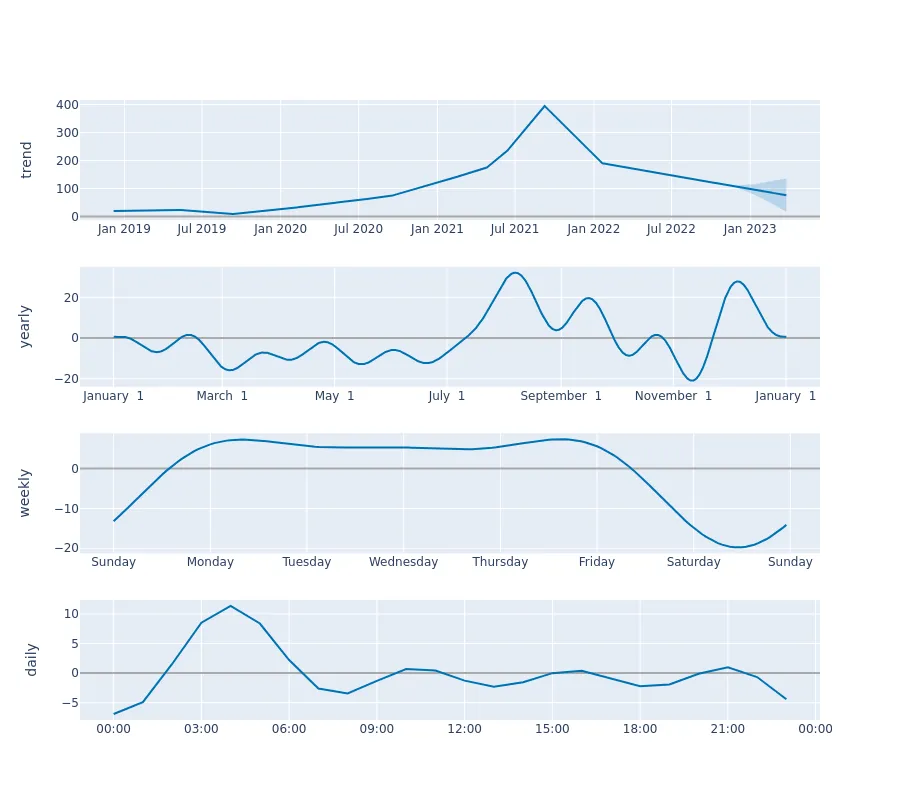 trend
400
300
200
100
0
Jan 2019 Jul 2019 Jan 2020 Jul 2020 Jan 2021 Jul 2021 Jan 2022 Jul 2022 Jan 2023
yearly
20
0
−20
January 1 March 1 May 1 July 1 September 1 November 1 January 1
weekly
0
−10
−20
Sunday Monday Tuesday Wednesday Thursday Friday Saturday Sunday
daily
10
5
0
−5
00:00 03:00 06:00 09:00 12:00 15:00 18:00 21:00 00:00